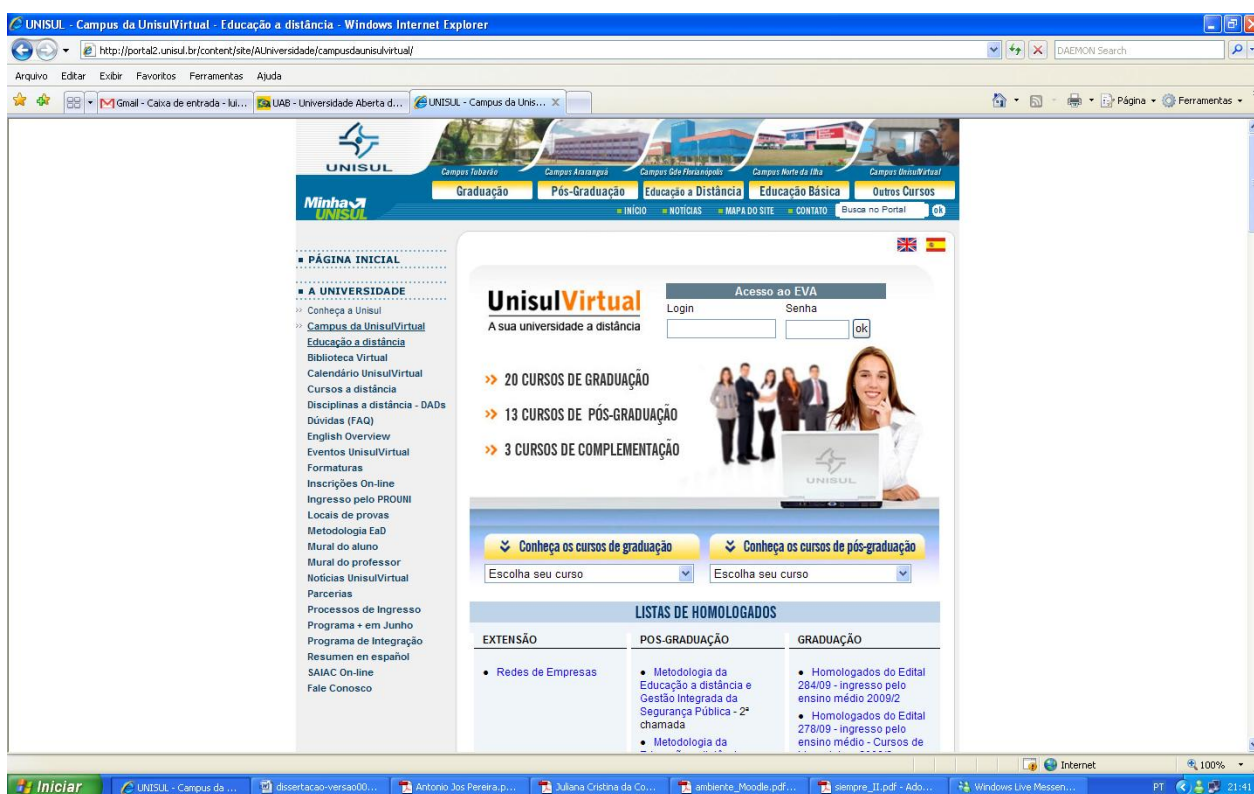 UNISUL - Campus da UnisulVirtual - Educação a distância - Windows Internet Explorer
http://portal2.unisul.br/content/site/AUniversidade/campusdaunisulvirtual/
DAEMON Search
Arquivo Editar Exibir Favoritos Ferramentas Ajuda
Gmail - Caixa de entrada - lui... UAB - Universidade Aberta d... UNISUL - Campus da Unis...
Página Ferramentas
UNISUL
Campus Tubarão Campus Araranguá Campus Gde Florianópolis Campus Norte da Ilha Campus UnisulVirtual
Graduação Pós-Graduação Educação a Distância Educação Básica Outros Cursos
Minha UNISUL
INÍCIO NOTÍCIAS MAPA DO SITE CONTATO Busca no Portal ok
PÁGINA INICIAL
A UNIVERSIDADE
Conheça a Unisul
Campus da UnisulVirtual
Educação a distância
Biblioteca Virtual
Calendário UnisulVirtual
Cursos a distância
Disciplinas a distância - DADs
Dúvidas (FAQ)
English Overview
Eventos UnisulVirtual
Formaturas
Inscrições On-line
Ingresso pelo PROUNI
Locais de provas
Metodologia EaD
Mural do aluno
Mural do professor
Notícias UnisulVirtual
Parcerias
Processos de Ingresso
Programa + em Junho
Programa de Integração
Resumen en español
SAIAC On-line
Fale Conosco
UnisulVirtual
A sua universidade a distância
Acesso ao EVA
Login Senha
ok
20 CURSOS DE GRADUAÇÃO
13 CURSOS DE PÓS-GRADUAÇÃO
3 CURSOS DE COMPLEMENTAÇÃO
UNISUL
Conheça os cursos de graduação
Escolha seu curso
Conheça os cursos de pós-graduação
Escolha seu curso
LISTAS DE HOMOLOGADOS
EXTENSÃO
• Redes de Empresas
POS-GRADUAÇÃO
• Metodologia da
Educação a distância e
Gestão Integrada da
Segurança Pública - 2ª
chamada
• Metodologia da
GRADUAÇÃO
• Homologados do Edital
284/09 - ingresso pelo
ensino médio 2009/2
• Homologados do Edital
278/09 - ingresso pelo
ensino médio - Cursos de
Internet 100%
Iniciar UNISUL - Campus da ... dissertacao-versao00... Antonio Jos Pereira.p... Juliana Cristina da Co... ambiente_Moodle.pdf... siempre_II.pdf - Ado... Windows Live Messen... PT 21:41